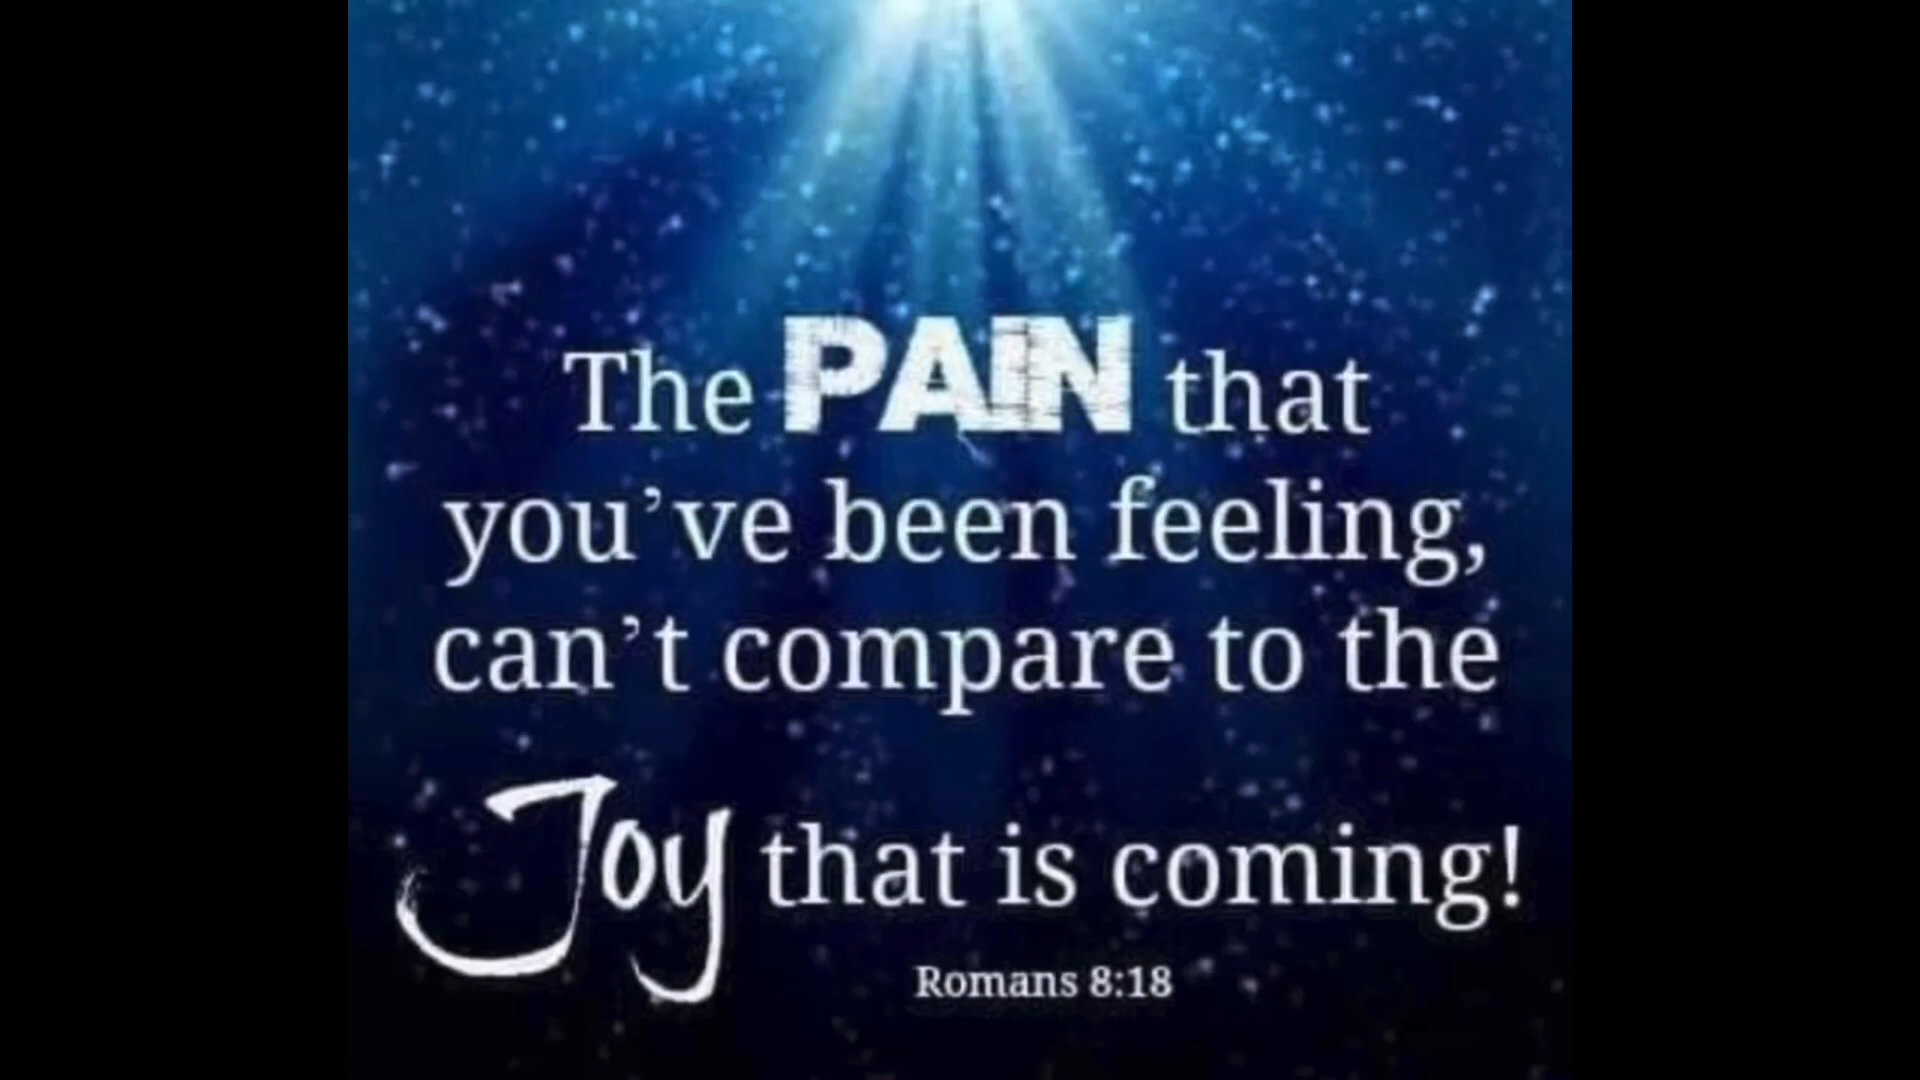 The PAIN that
you've been feeling,
can't compare to the
Joy that is coming!
Romans 8:18